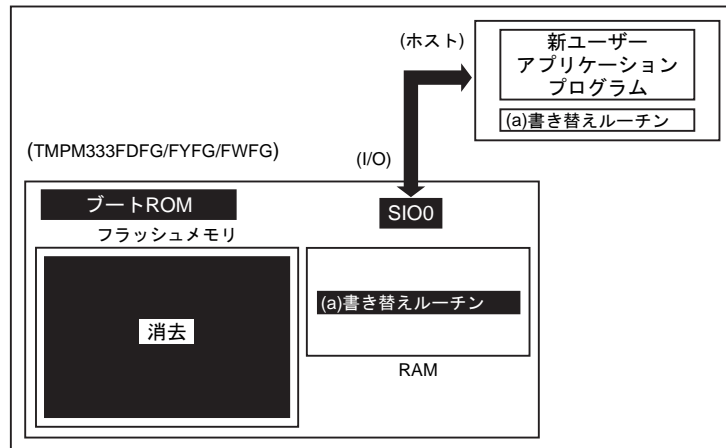 (ホスト)
新ユーザー
アプリケーション
プログラム
(a)書き替えルーチン
(TMPM333FDFG/FYFG/FWFG)
(I/O)
ブートROM
SIO0
フラッシュメモリ
(a)書き替えルーチン
消去
RAM